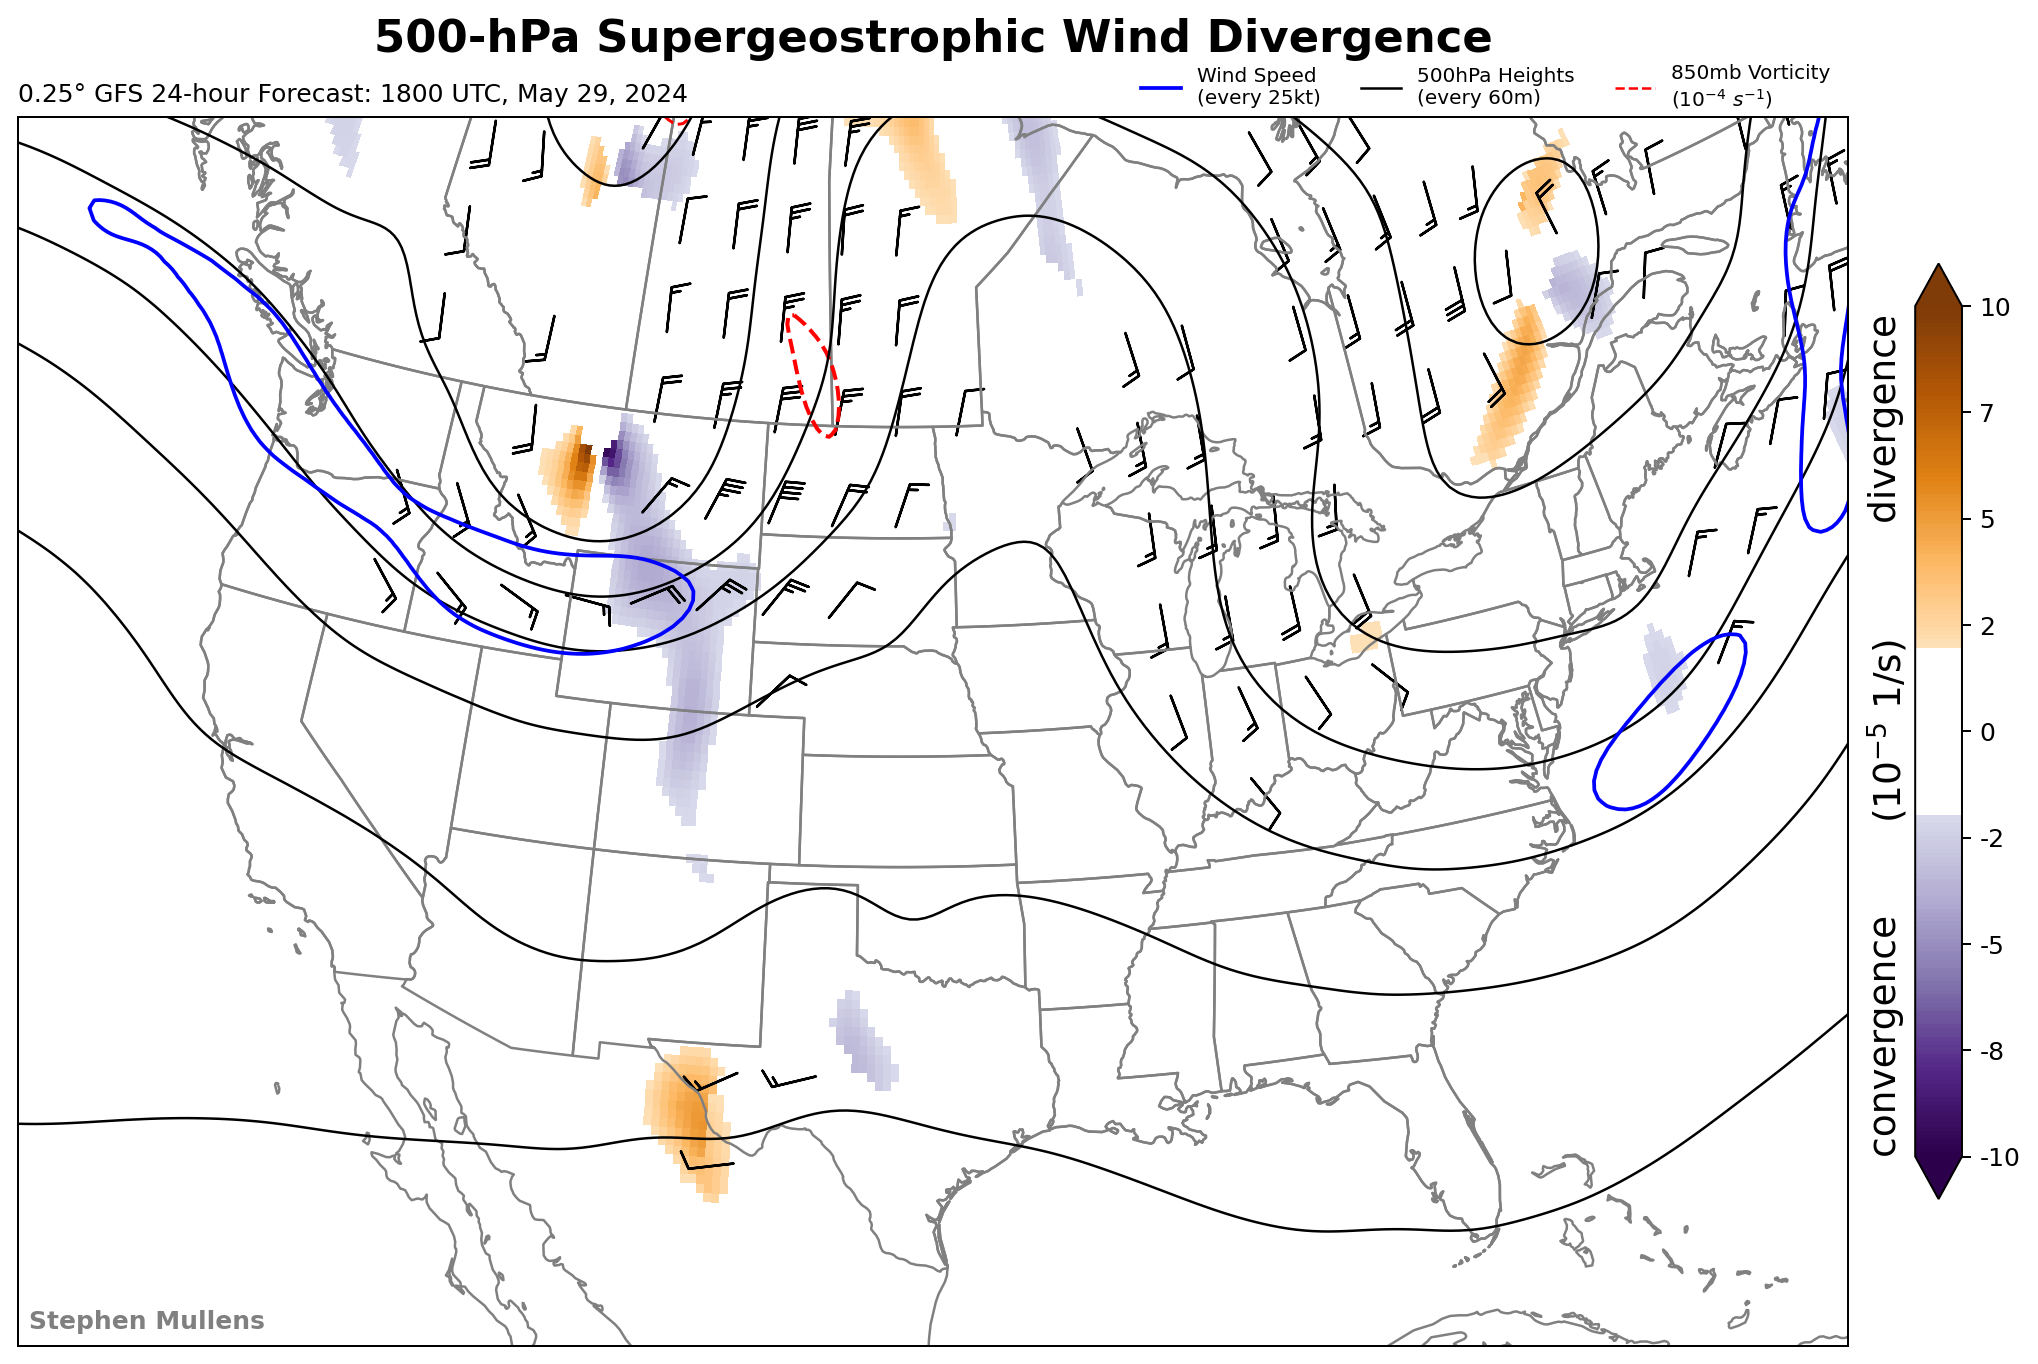 500-hPa Supergeostrophic Wind Divergence
0.25° GFS 24-hour Forecast: 1800 UTC, May 29, 2024
Wind Speed
(every 25kt)
500hPa Heights
(every 60m)
850mb Vorticity
(10⁻⁴ s⁻¹)
10
7
5
2
0
-2
-5
-8
-10
convergence (10⁻⁵ 1/s) divergence
Stephen Mullens